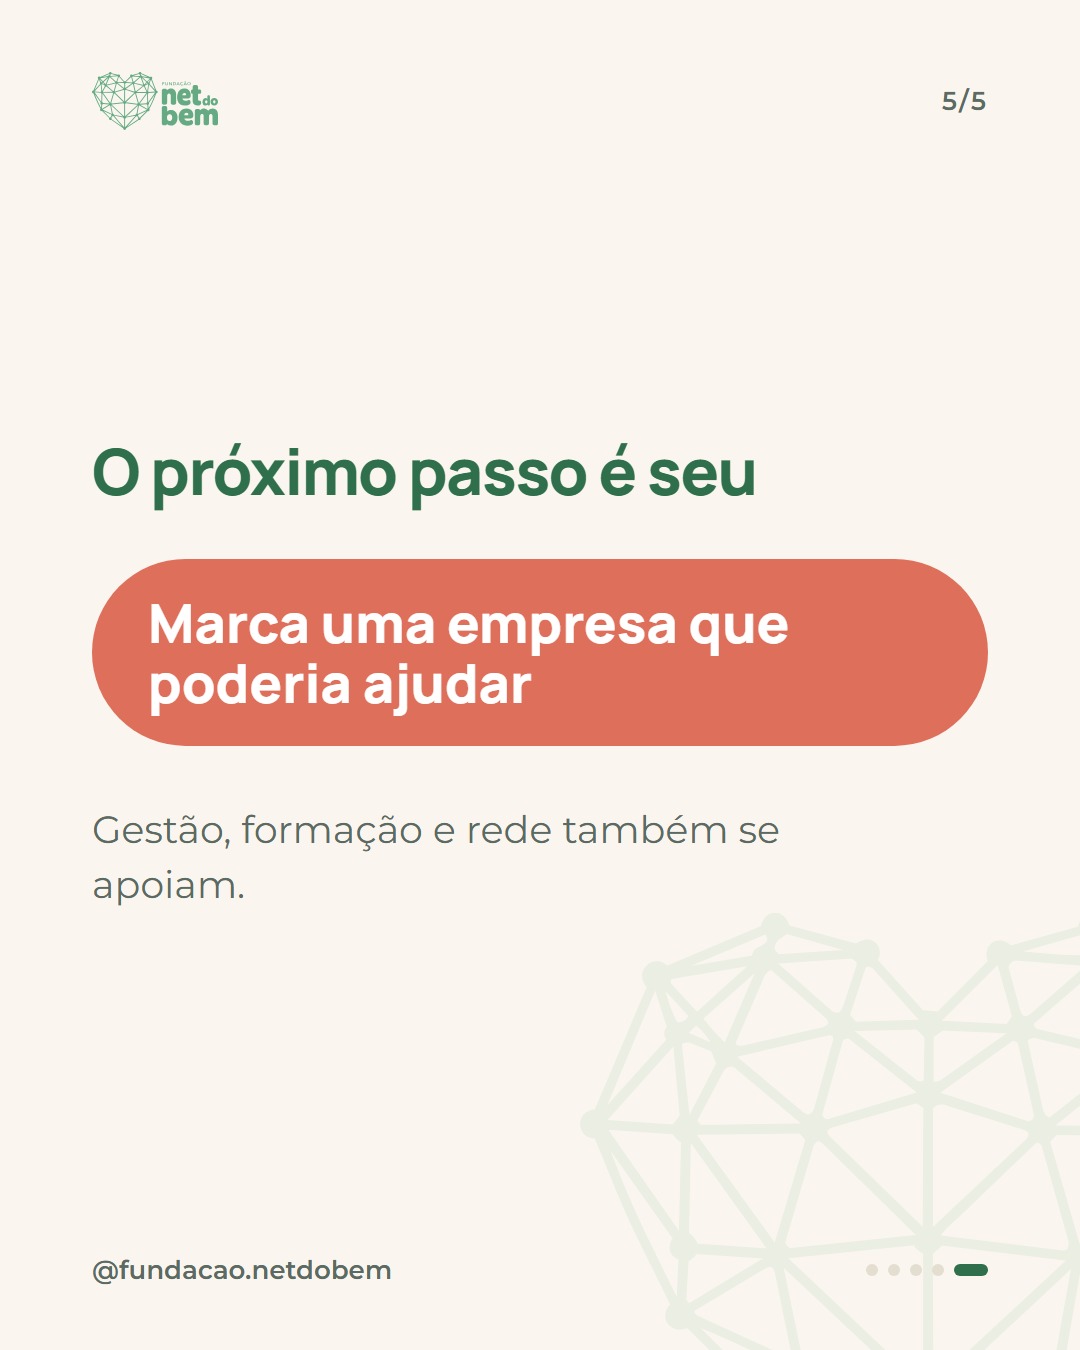 FUNDAÇÃO
net do
bem
5/5
O próximo passo é seu
Marca uma empresa que
poderia ajudar
Gestão, formação e rede também se
apoiam.
@fundacao.netdobem